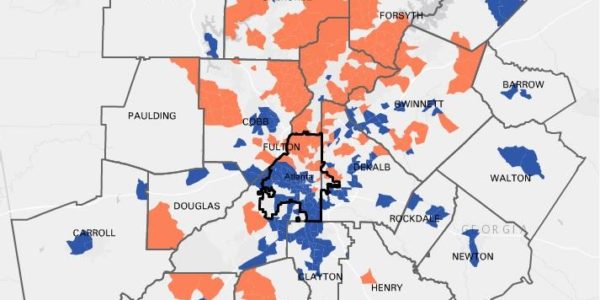 FORSYTH
BARROW
PAULDING
COBB
GWINNETT
FULTON
DEKALB
Atlanta
WALTON
DOUGLAS
ROCKDALE
CARROLL
GEORGIA
NEWTON
CLAYTON
HENRY